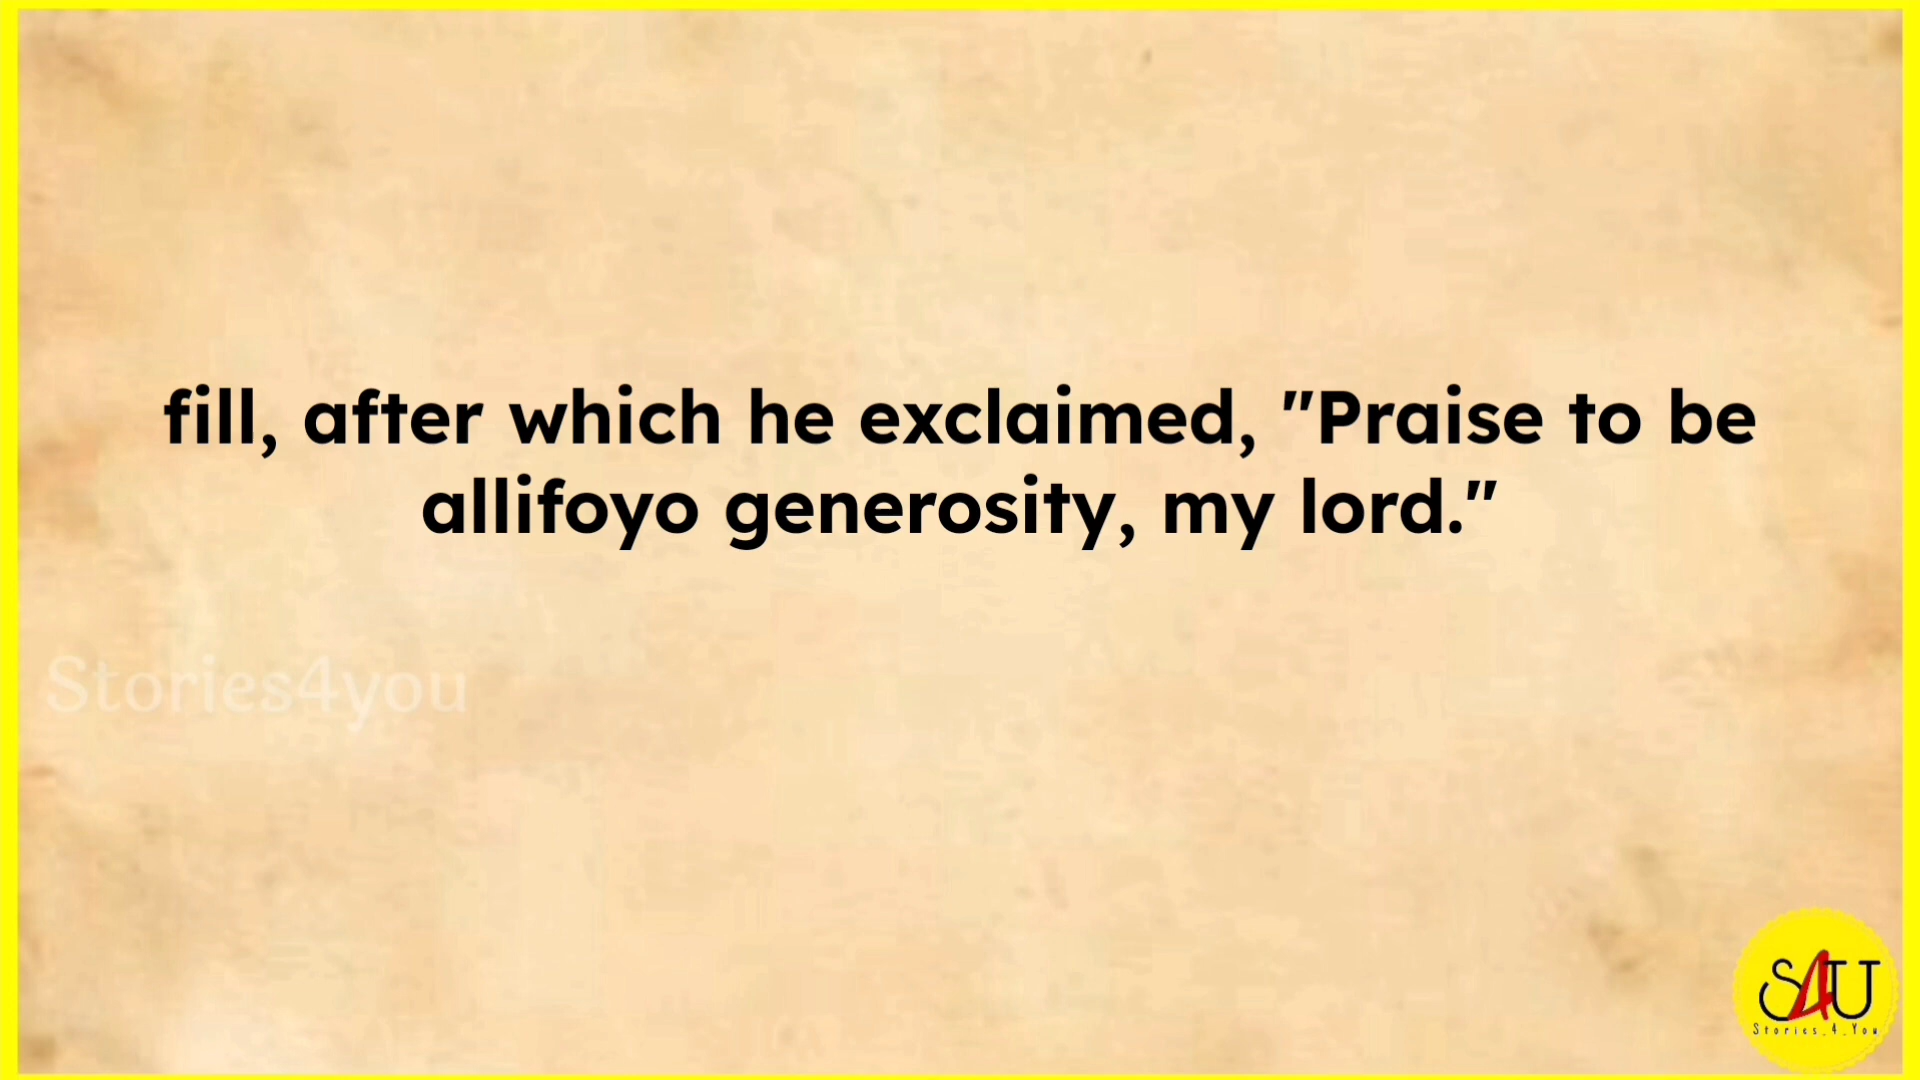 fill, after which he exclaimed, "Praise to be
allifoyo generosity, my lord."
Stories4you
S4U
Stories_4_You